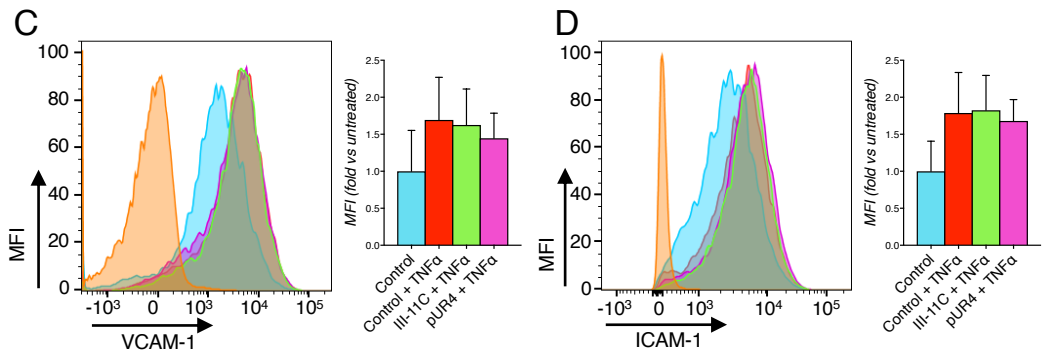 C
100
80
60
40
20
0
MFI
-10³ 0 10³ 10⁴ 10⁵
VCAM-1
MFI (fold vs untreated)
2.5
2.0
1.5
1.0
0.5
0.0
Control
Control + TNFα
III-11C + TNFα
pUR4 + TNFα
D
100
80
60
40
20
0
MFI
-10³ 0 10³ 10⁴ 10⁵
ICAM-1
MFI (fold vs untreated)
2.5
2.0
1.5
1.0
0.5
0.0
Control
Control + TNFα
III-11C + TNFα
pUR4 + TNFα